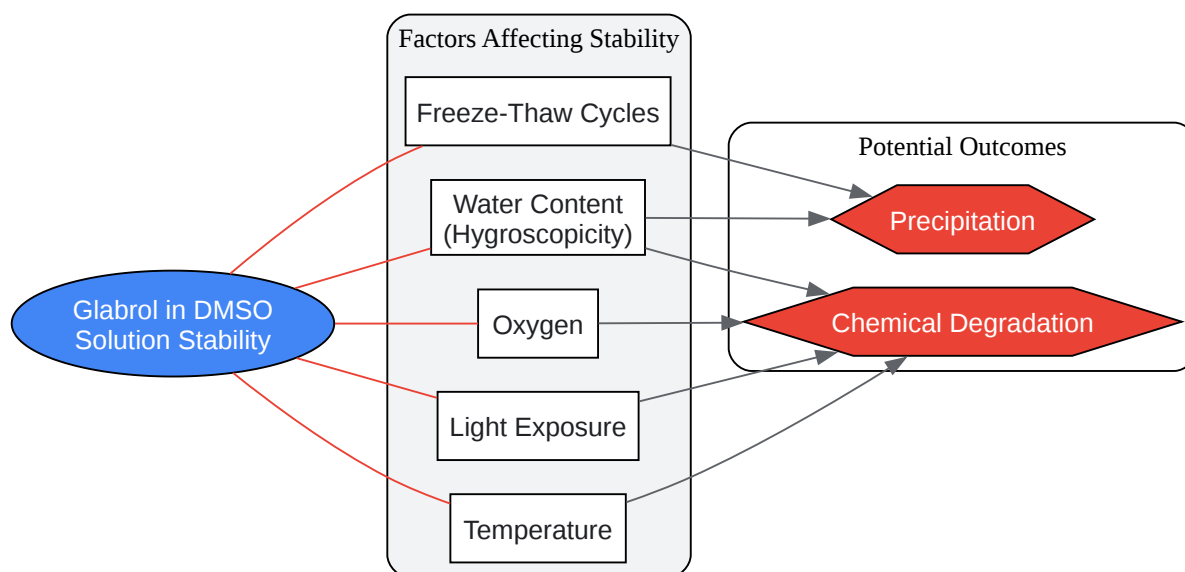 Factors Affecting Stability
Freeze-Thaw Cycles
Water Content
(Hygroscopicity)
Oxygen
Light Exposure
Temperature
Glabrol in DMSO
Solution Stability
Potential Outcomes
Precipitation
Chemical Degradation